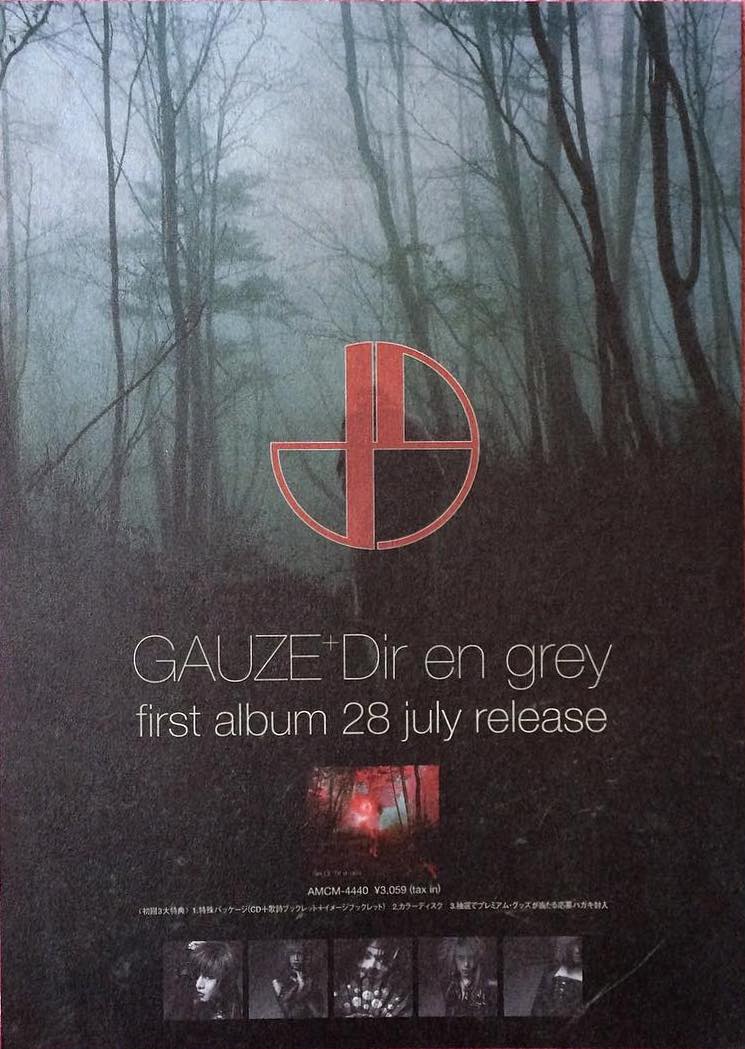 GAUZE+Dir en grey
first album 28 july release
AMCM-4440 ¥3,059 (tax in)
〈初回3大特典〉1.特殊パッケージ(CD+歌詩ブックレット+イメージブックレット) 2.カラーディスク 3.抽選でプレミアム・グッズが当たる応募ハガキ封入